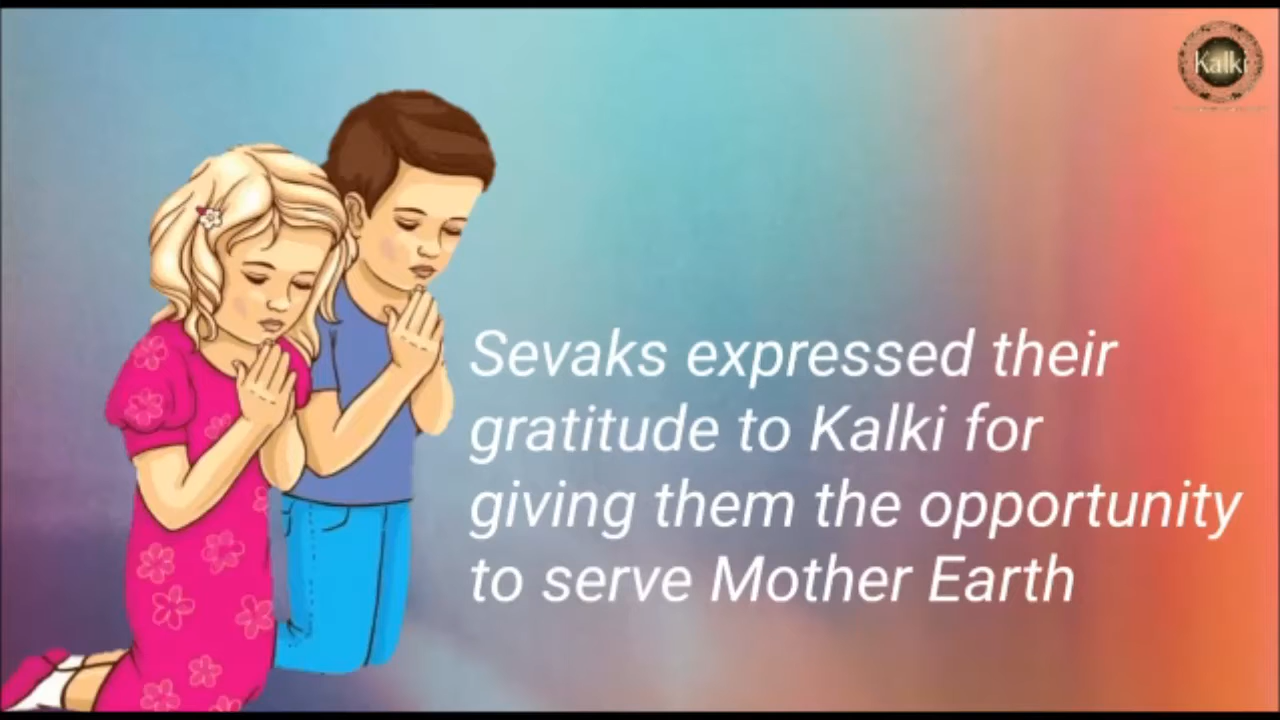 Kalki
Sevaks expressed their
gratitude to Kalki for
giving them the opportunity
to serve Mother Earth